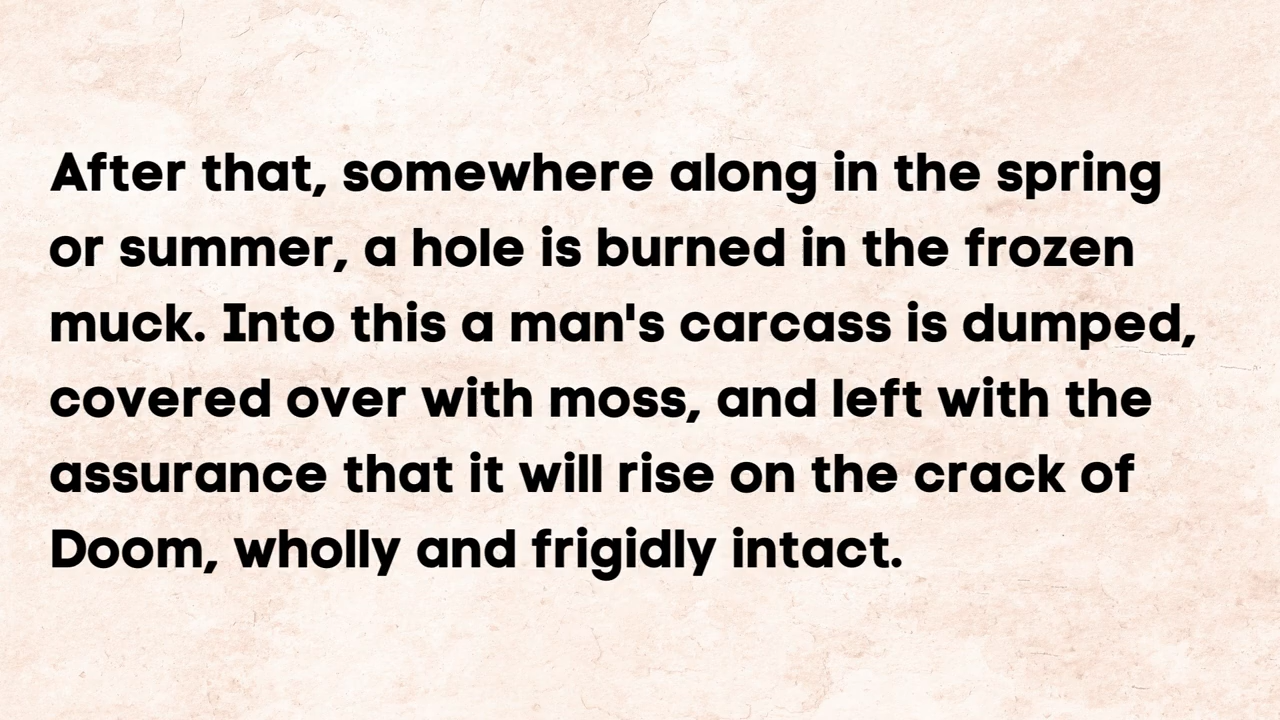 After that, somewhere along in the spring
or summer, a hole is burned in the frozen
muck. Into this a man's carcass is dumped,
covered over with moss, and left with the
assurance that it will rise on the crack of
Doom, wholly and frigidly intact.